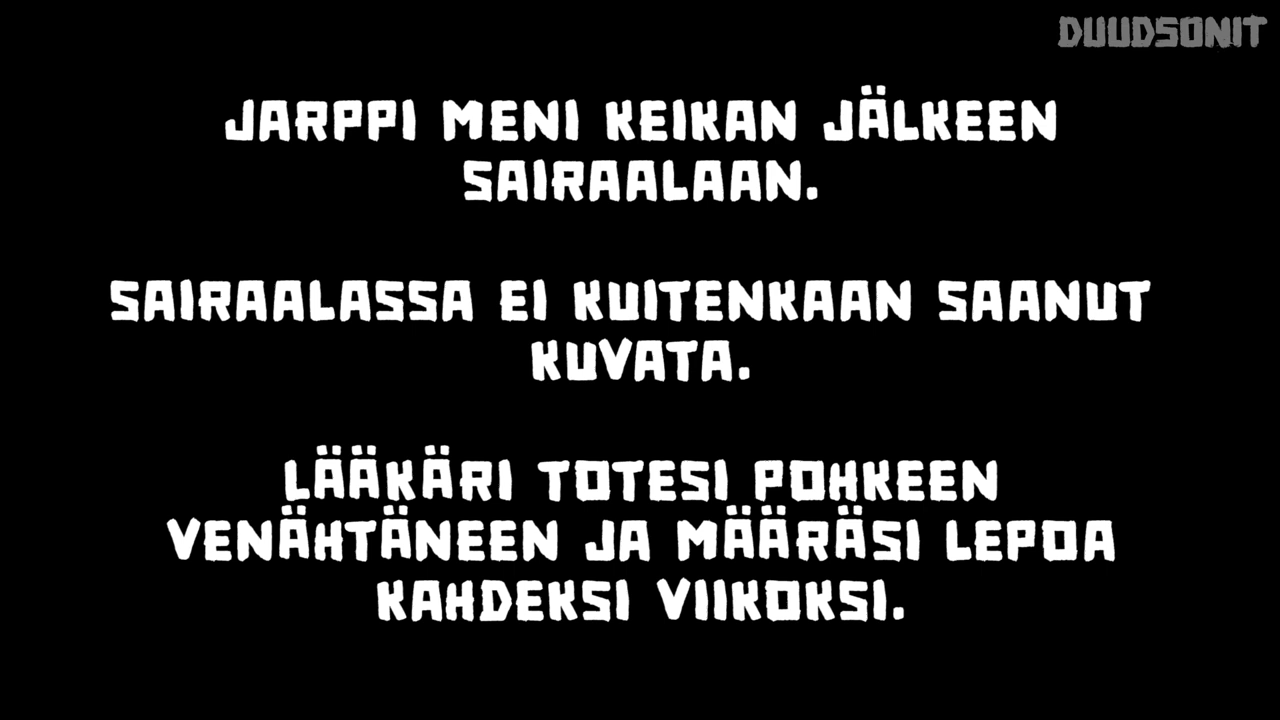 DUUDSONIT
JARPPI MENI KEIKAN JÄLKEEN
SAIRAALAAN.
SAIRAALASSA EI KUITENKAAN SAANUT
KUVATA.
LÄÄKÄRI TOTESI POHKEEN
VENÄHTÄNEEN JA MÄÄRÄSI LEPOA
KAHDEKSI VIIKOKSI.